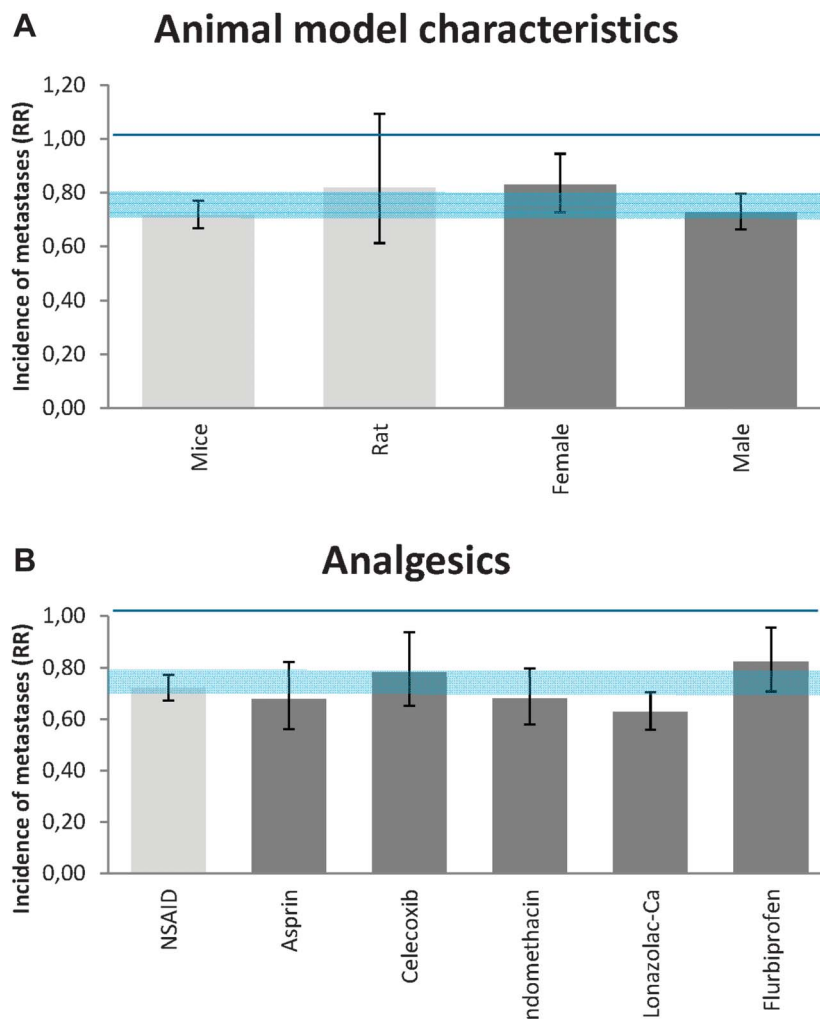 A
Animal model characteristics
Incidence of metastases (RR)
1,20
1,00
0,80
0,60
0,40
0,20
0,00
Mice
Rat
Female
Male
B
Analgesics
Incidence of metastases (RR)
1,00
0,80
0,60
0,40
0,20
0,00
NSAID
Asprin
Celecoxib
ndomethacin
Lonazolac-Ca
Flurbiprofen